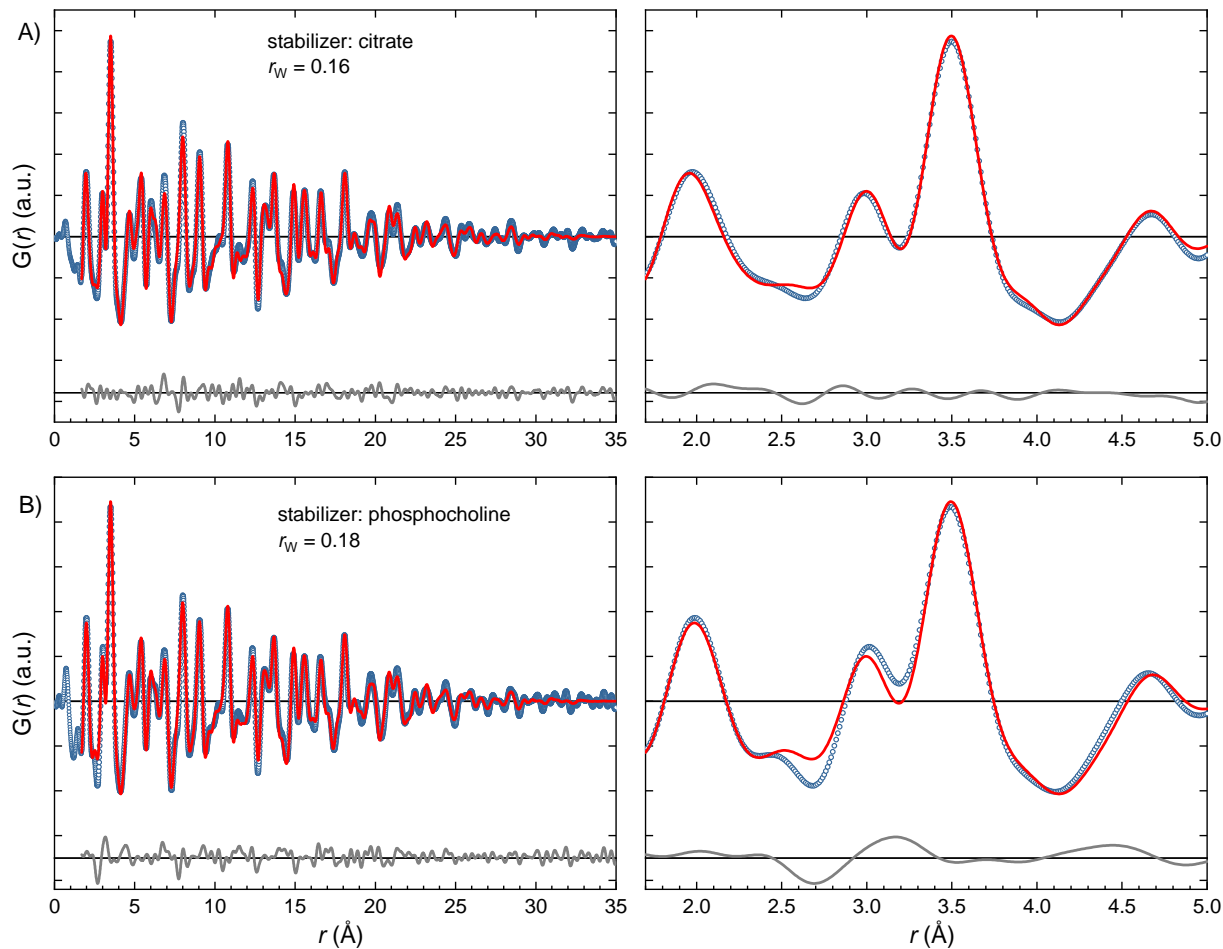 A)
stabilizer: citrate
rW = 0.16
G(r) (a.u.)
0 5 10 15 20 25 30 35
2.0 2.5 3.0 3.5 4.0 4.5 5.0
B)
stabilizer: phosphocholine
rW = 0.18
G(r) (a.u.)
0 5 10 15 20 25 30 35
2.0 2.5 3.0 3.5 4.0 4.5 5.0
r (Å)
r (Å)